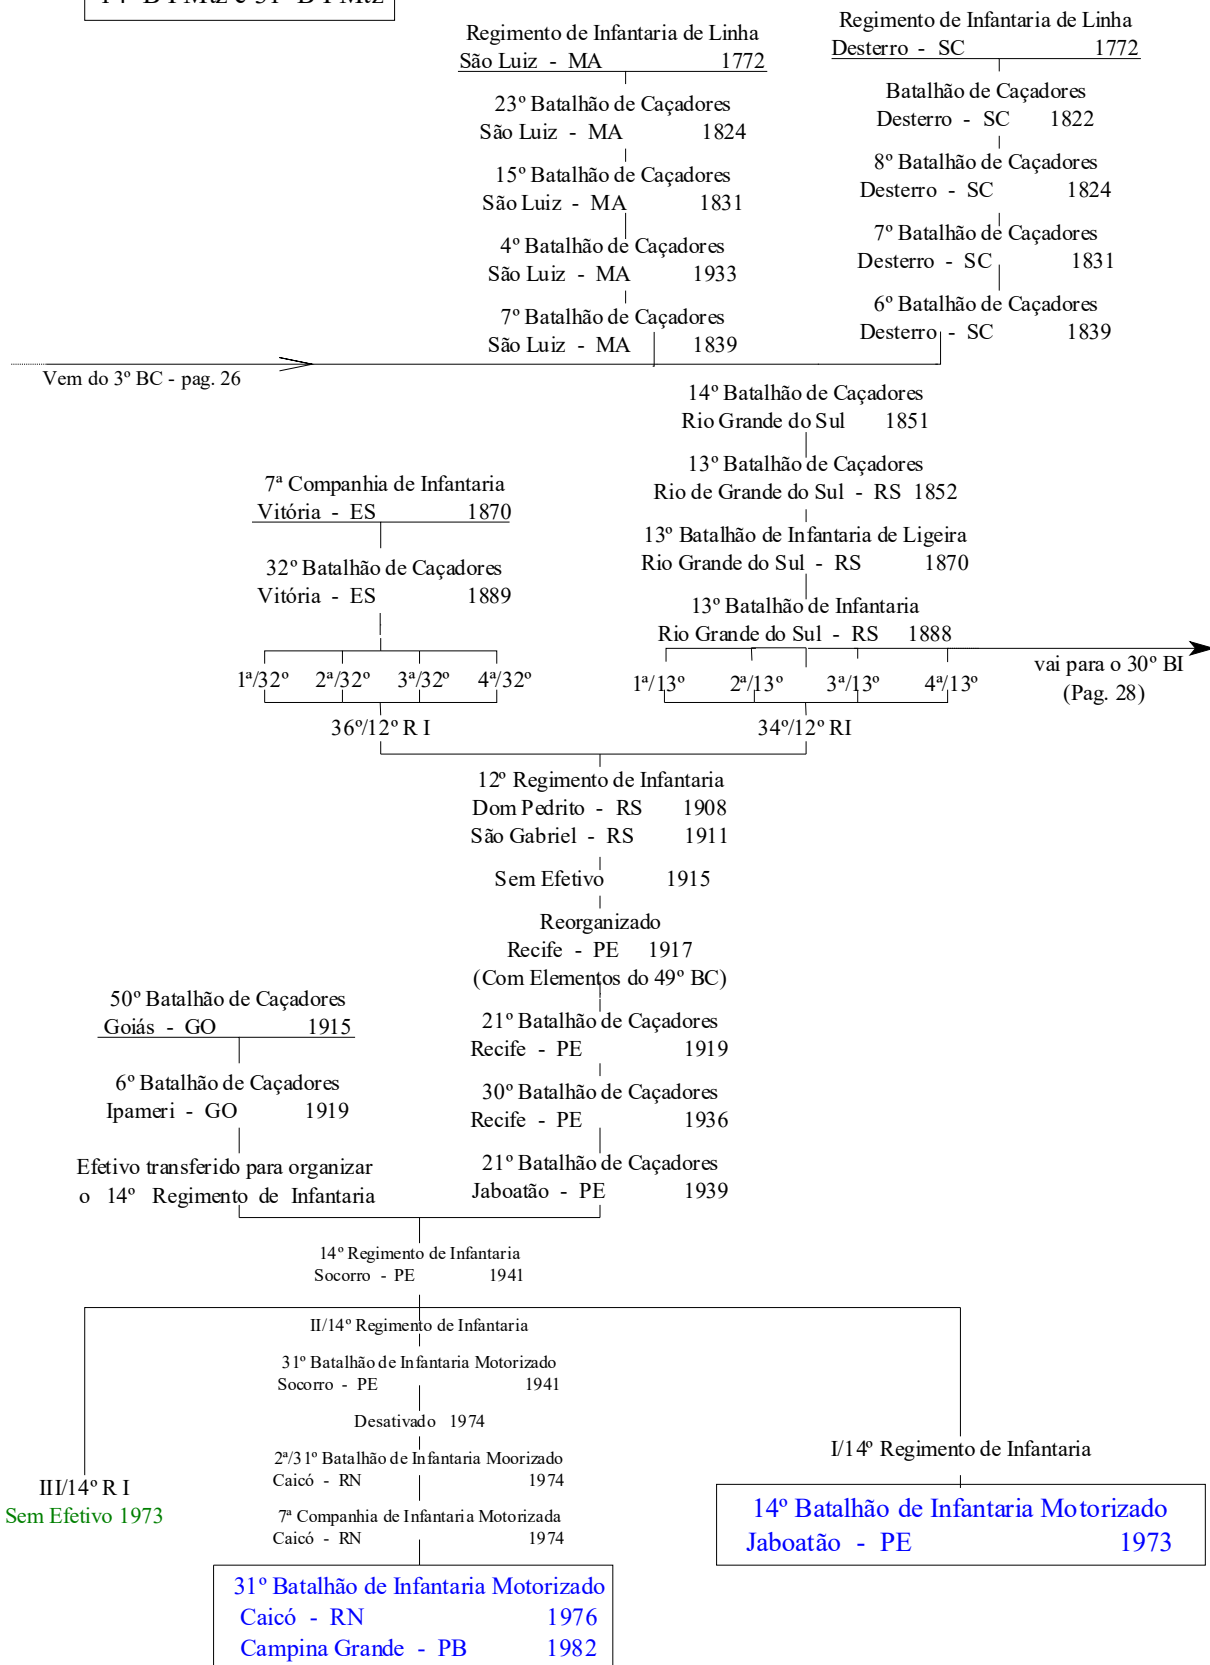 14º B I Mtz e 31º B I Mtz
Regimento de Infantaria de Linha
São Luiz - MA 1772
Regimento de Infantaria de Linha
Desterro - SC 1772
23º Batalhão de Caçadores
São Luiz - MA 1824
Batalhão de Caçadores
Desterro - SC 1822
15º Batalhão de Caçadores
São Luiz - MA 1831
8º Batalhão de Caçadores
Desterro - SC 1824
4º Batalhão de Caçadores
São Luiz - MA 1933
7º Batalhão de Caçadores
Desterro - SC 1831
7º Batalhão de Caçadores
São Luiz - MA 1839
6º Batalhão de Caçadores
Desterro - SC 1839
Vem do 3º BC - pag. 26
14º Batalhão de Caçadores
Rio Grande do Sul 1851
13º Batalhão de Caçadores
Rio de Grande do Sul - RS 1852
7ª Companhia de Infantaria
Vitória - ES 1870
13º Batalhão de Infantaria de Ligeira
Rio Grande do Sul - RS 1870
32º Batalhão de Caçadores
Vitória - ES 1889
13º Batalhão de Infantaria
Rio Grande do Sul - RS 1888
vai para o 30º BI
(Pag. 28)
1ª/32º 2ª/32º 3ª/32º 4ª/32º
1ª/13º 2ª/13º 3ª/13º 4ª/13º
36º/12º R I
34º/12º RI
12º Regimento de Infantaria
Dom Pedrito - RS 1908
São Gabriel - RS 1911
Sem Efetivo 1915
Reorganizado
Recife - PE 1917
(Com Elementos do 49º BC)
50º Batalhão de Caçadores
Goiás - GO 1915
21º Batalhão de Caçadores
Recife - PE 1919
6º Batalhão de Caçadores
Ipameri - GO 1919
30º Batalhão de Caçadores
Recife - PE 1936
Efetivo transferido para organizar
o 14º Regimento de Infantaria
21º Batalhão de Caçadores
Jaboatão - PE 1939
14º Regimento de Infantaria
Socorro - PE 1941
II/14º Regimento de Infantaria
31º Batalhão de Infantaria Motorizado
Socorro - PE 1941
Desativado 1974
2ª/31º Batalhão de Infantaria Moorizado
Caicó - RN 1974
7ª Companhia de Infantaria Motorizada
Caicó - RN 1974
III/14º R I
Sem Efetivo 1973
I/14º Regimento de Infantaria
14º Batalhão de Infantaria Motorizado
Jaboatão - PE 1973
31º Batalhão de Infantaria Motorizado
Caicó - RN 1976
Campina Grande - PB 1982